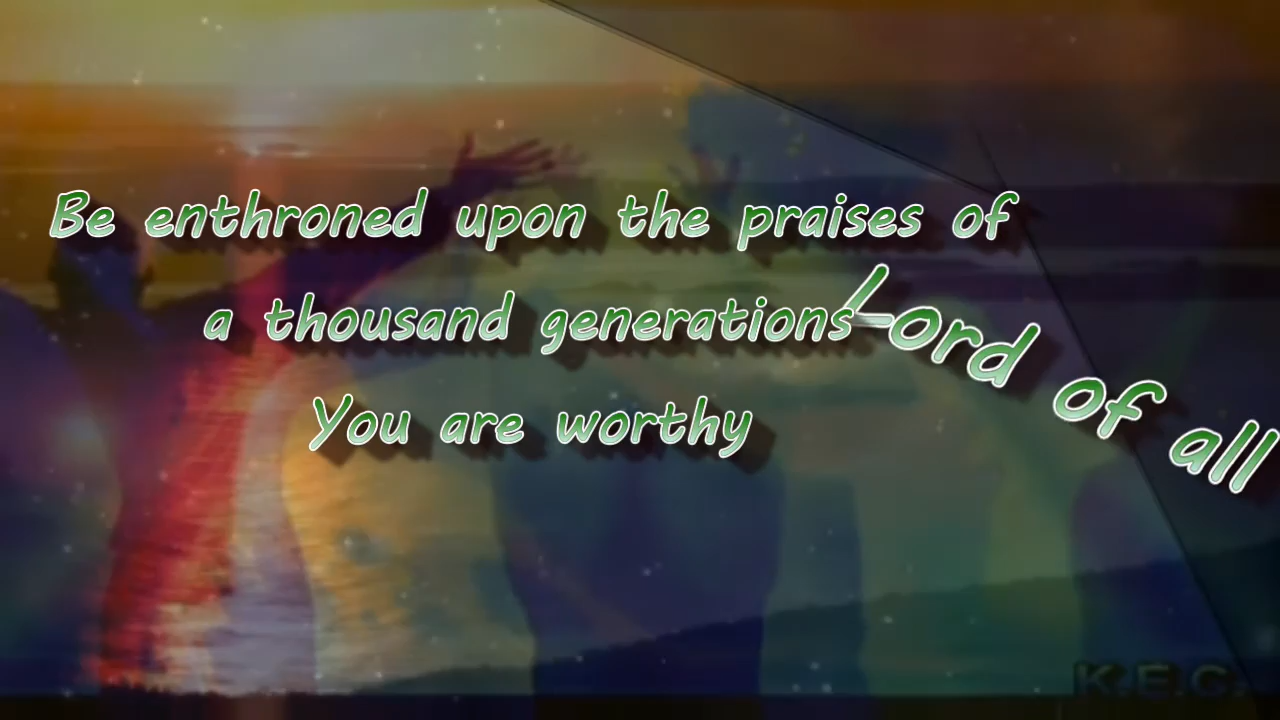 Be enthroned upon the praises of
a thousand generations
You are worthy
Lord of all
K.E.G.